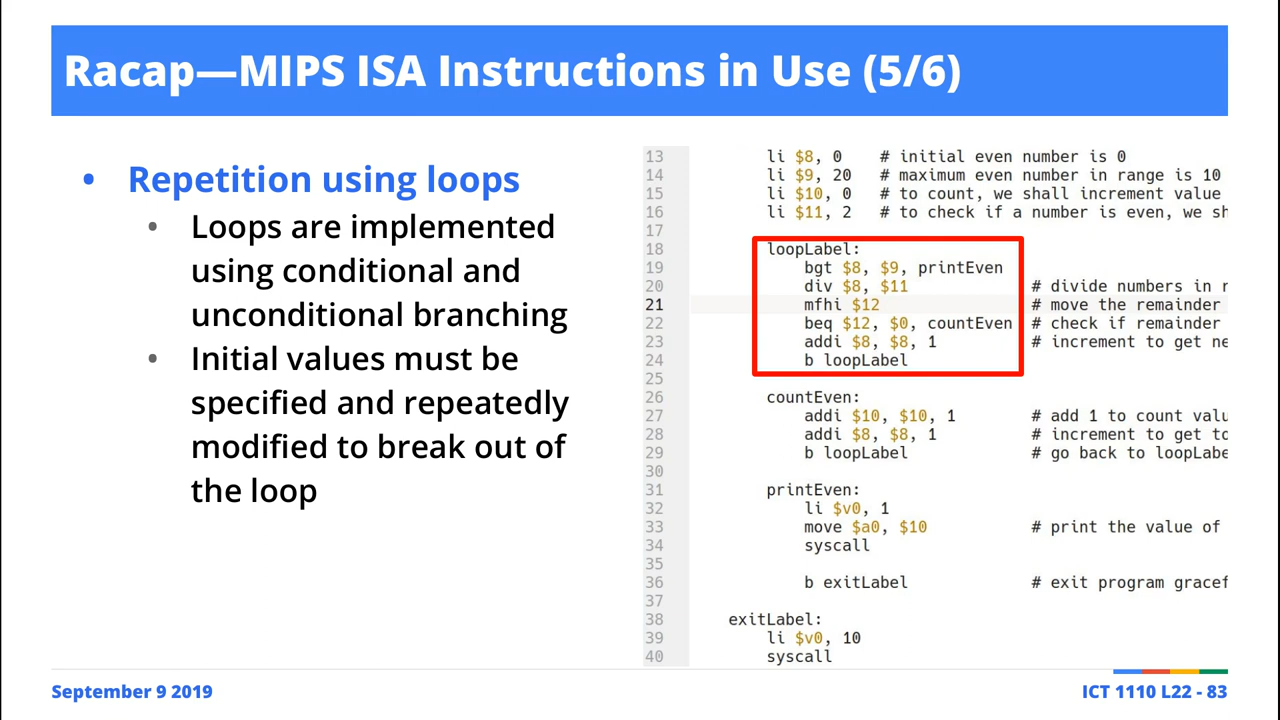 Racap—MIPS ISA Instructions in Use (5/6)
• Repetition using loops
• Loops are implemented
using conditional and
unconditional branching
• Initial values must be
specified and repeatedly
modified to break out of
the loop
13 li $8, 0 # initial even number is 0
14 li $9, 20 # maximum even number in range is 10
15 li $10, 0 # to count, we shall increment value
16 li $11, 2 # to check if a number is even, we sh
17
18 loopLabel:
19 bgt $8, $9, printEven
20 div $8, $11 # divide numbers in r
21 mfhi $12 # move the remainder
22 beq $12, $0, countEven # check if remainder
23 addi $8, $8, 1 # increment to get ne
24 b loopLabel
25
26 countEven:
27 addi $10, $10, 1 # add 1 to count valu
28 addi $8, $8, 1 # increment to get to
29 b loopLabel # go back to loopLabe
30
31 printEven:
32 li $v0, 1
33 move $a0, $10 # print the value of
34 syscall
35
36 b exitLabel # exit program gracef
37
38 exitLabel:
39 li $v0, 10
40 syscall
September 9 2019
ICT 1110 L22 - 83